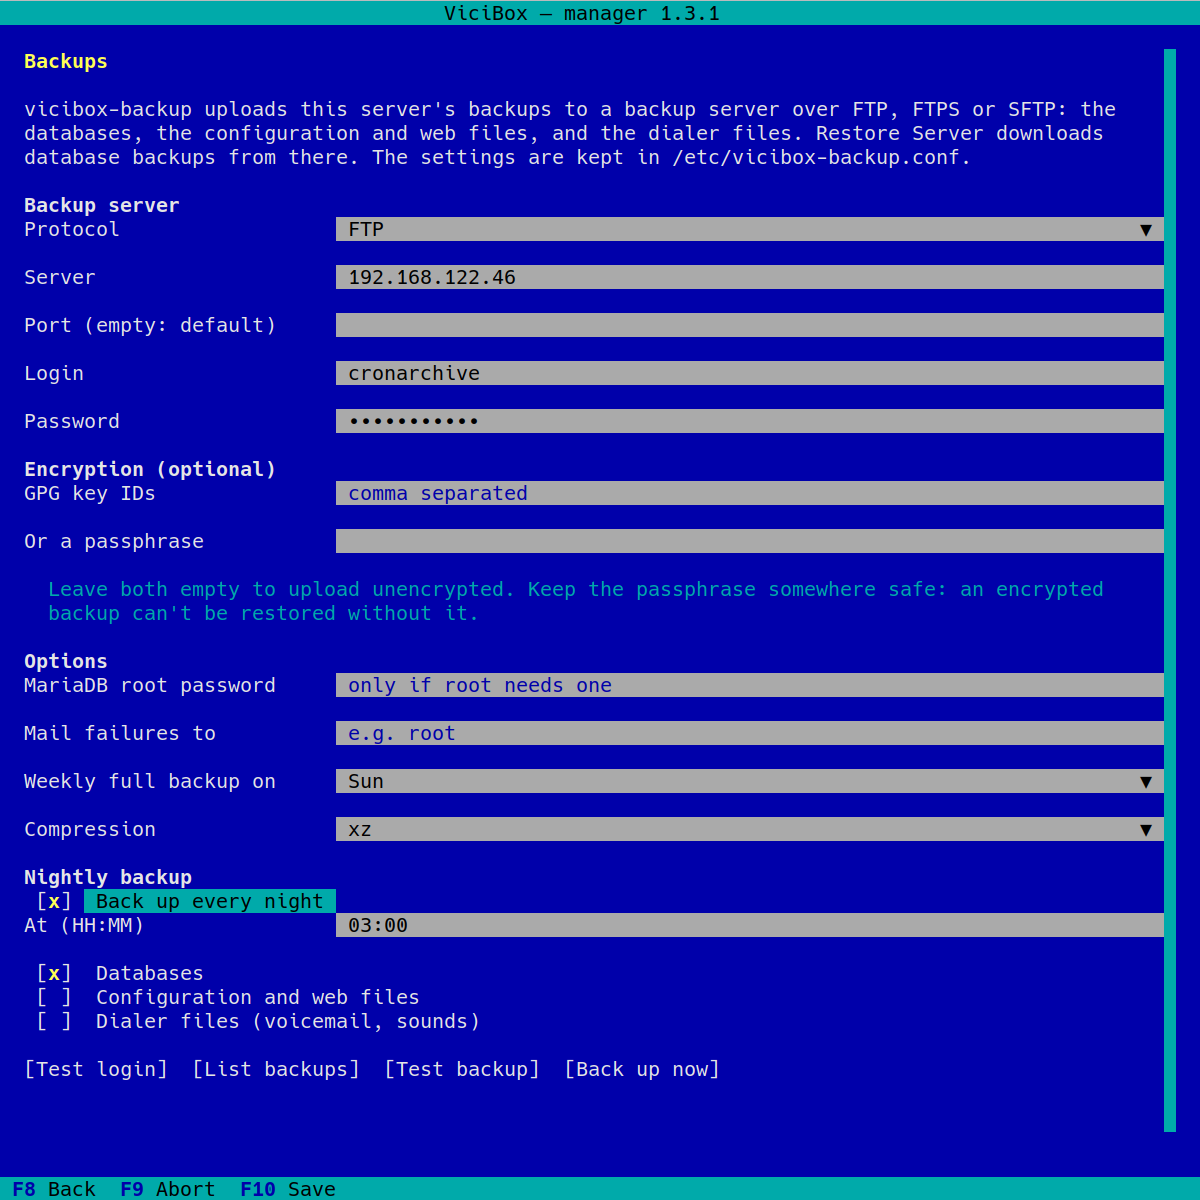 ViciBox — manager 1.3.1
Backups
vicibox-backup uploads this server's backups to a backup server over FTP, FTPS or SFTP: the
databases, the configuration and web files, and the dialer files. Restore Server downloads
database backups from there. The settings are kept in /etc/vicibox-backup.conf.
Backup server
Protocol FTP ▼
Server 192.168.122.46
Port (empty: default)
Login cronarchive
Password •••••••••••
Encryption (optional)
GPG key IDs comma separated
Or a passphrase
Leave both empty to upload unencrypted. Keep the passphrase somewhere safe: an encrypted
backup can't be restored without it.
Options
MariaDB root password only if root needs one
Mail failures to e.g. root
Weekly full backup on Sun ▼
Compression xz ▼
Nightly backup
[x] Back up every night
At (HH:MM) 03:00
[x] Databases
[ ] Configuration and web files
[ ] Dialer files (voicemail, sounds)
[Test login] [List backups] [Test backup] [Back up now]
F8 Back F9 Abort F10 Save